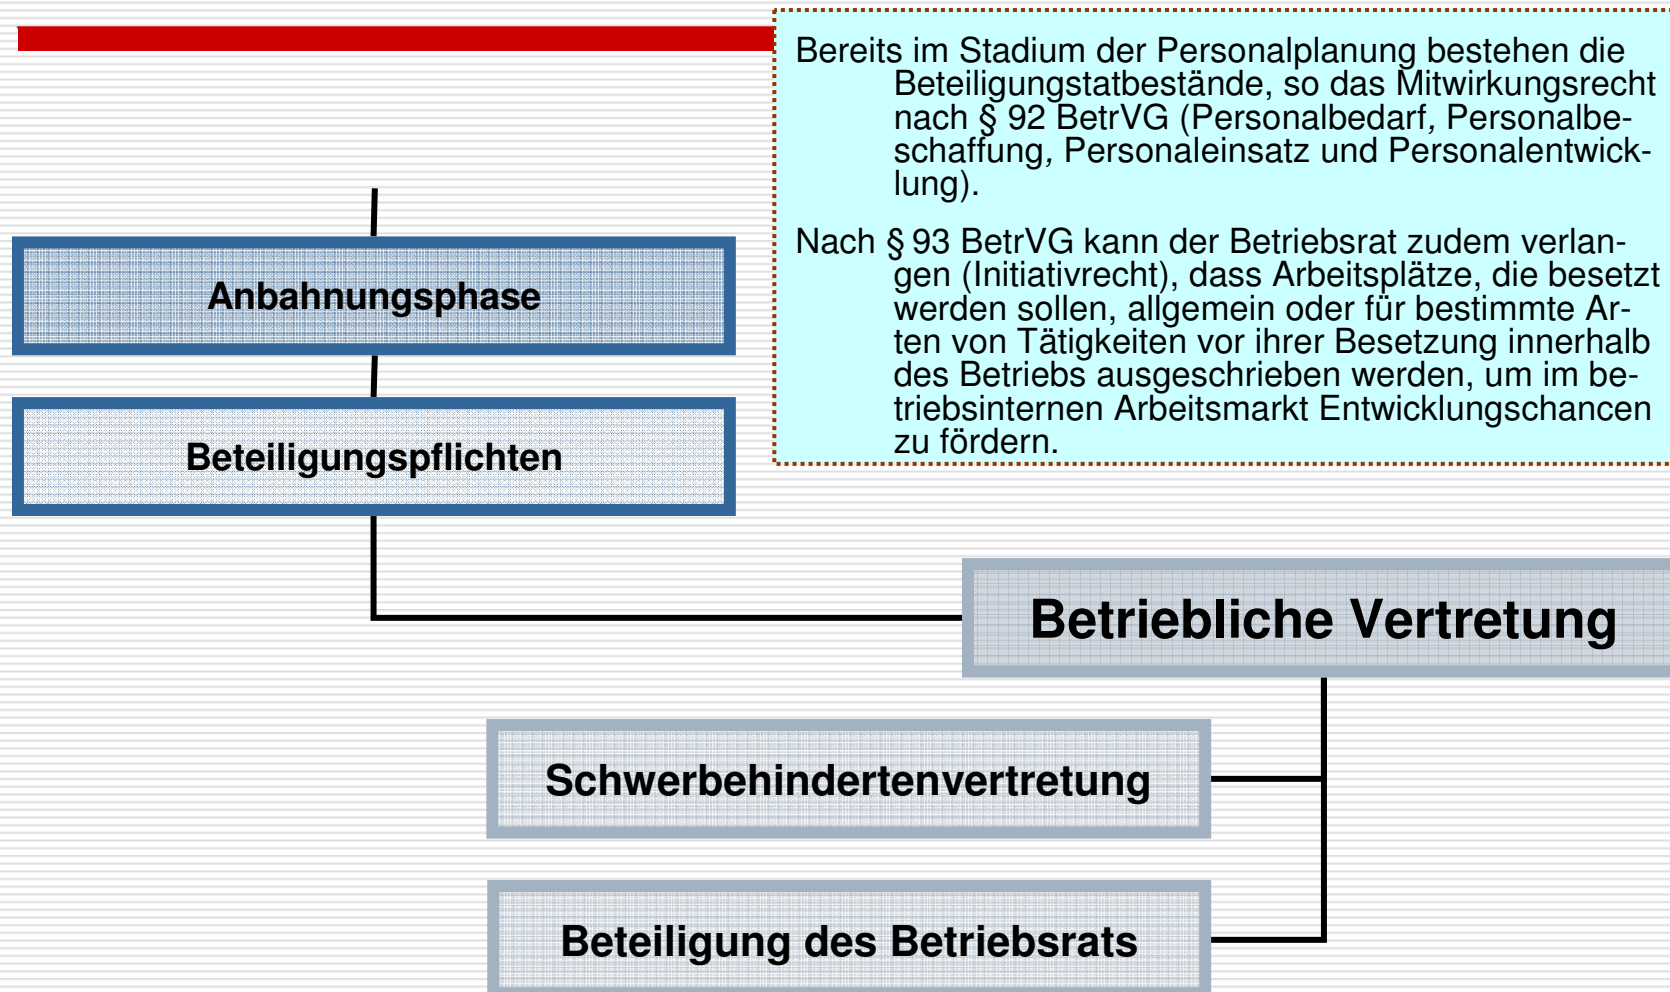 Bereits im Stadium der Personalplanung bestehen die
Beteiligungstatbestände, so das Mitwirkungsrecht
nach § 92 BetrVG (Personalbedarf, Personalbe-
schaffung, Personaleinsatz und Personalentwick-
lung).
Nach § 93 BetrVG kann der Betriebsrat zudem verlan-
gen (Initiativrecht), dass Arbeitsplätze, die besetzt
werden sollen, allgemein oder für bestimmte Ar-
ten von Tätigkeiten vor ihrer Besetzung innerhalb
des Betriebs ausgeschrieben werden, um im be-
triebsinternen Arbeitsmarkt Entwicklungschancen
zu fördern.
Anbahnungsphase
Beteiligungspflichten
Betriebliche Vertretung
Schwerbehindertenvertretung
Beteiligung des Betriebsrats